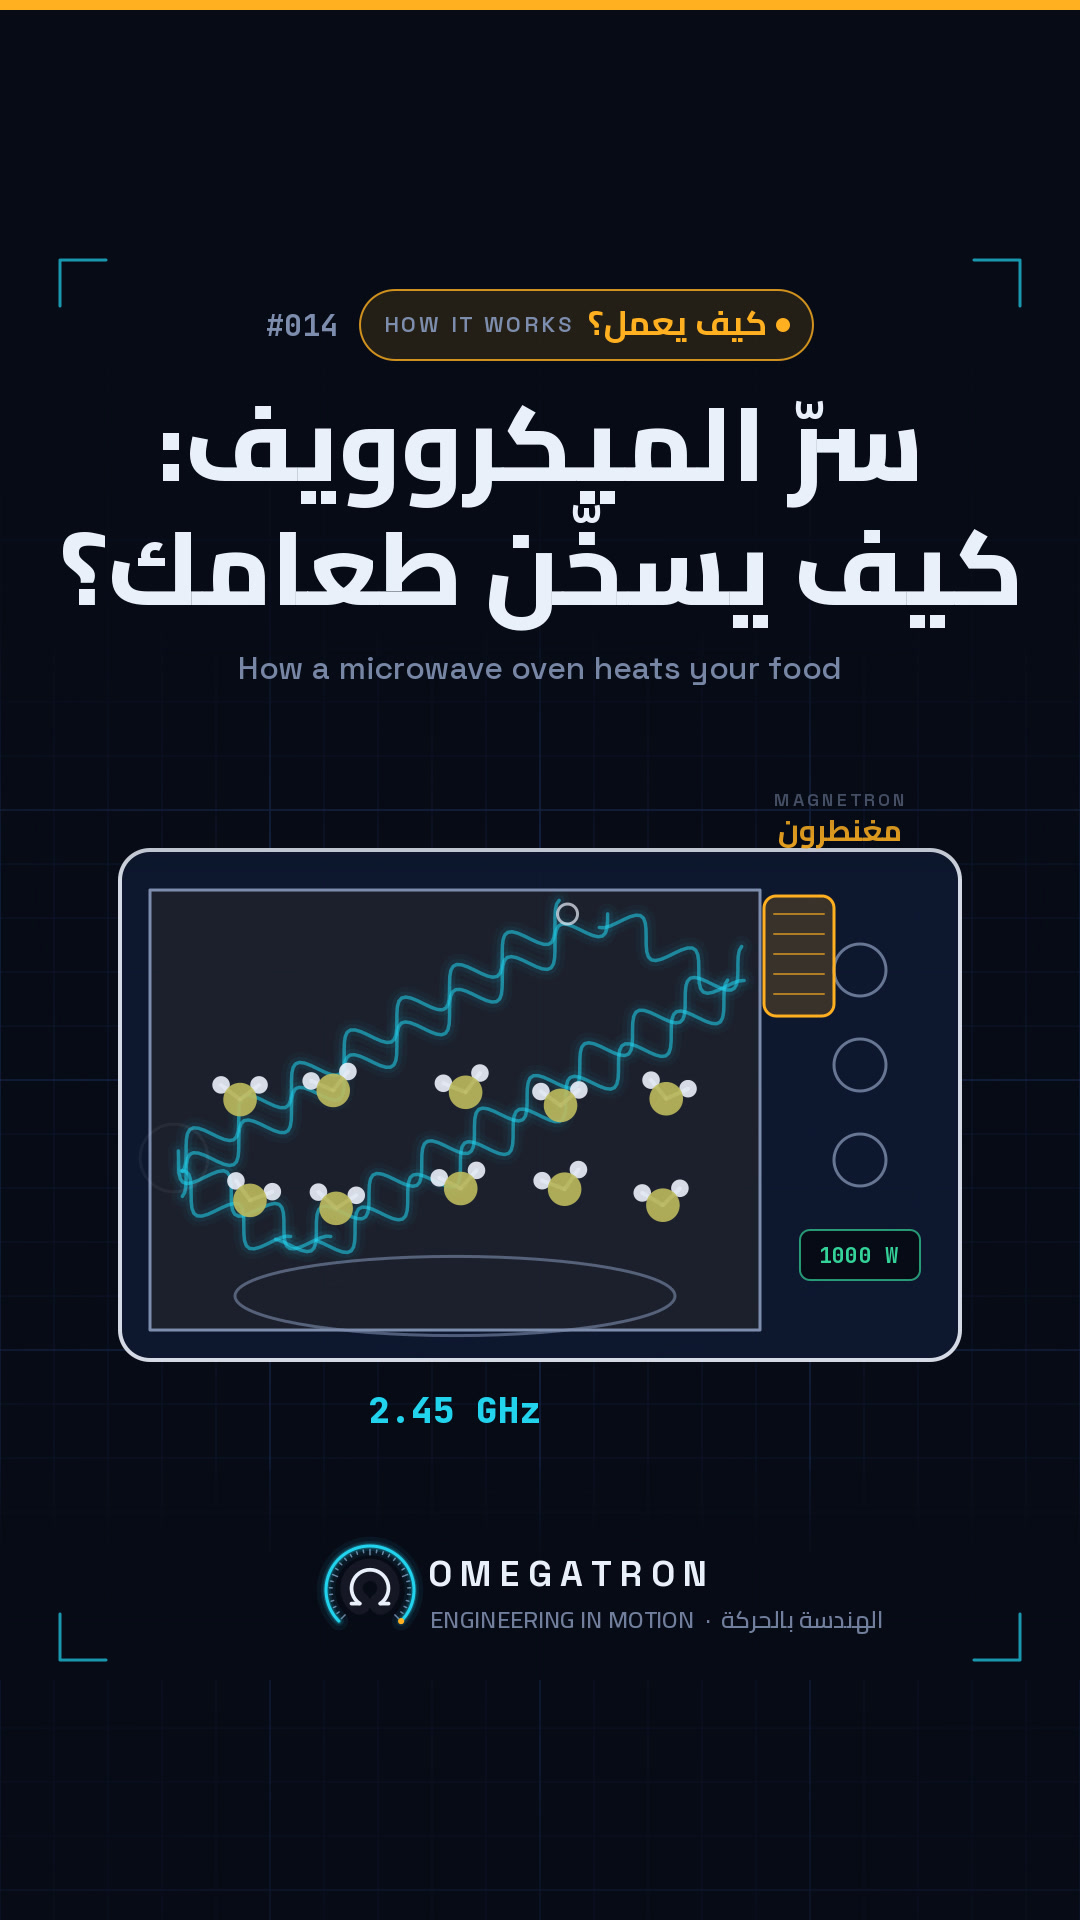 كيف يعمل؟ HOW IT WORKS #014
سرّ الميكروويف:
كيف يسخّن طعامك؟
How a microwave oven heats your food
MAGNETRON
مغنطرون
1000 W
2.45 GHz
OMEGATRON
ENGINEERING IN MOTION · الهندسة بالحركة